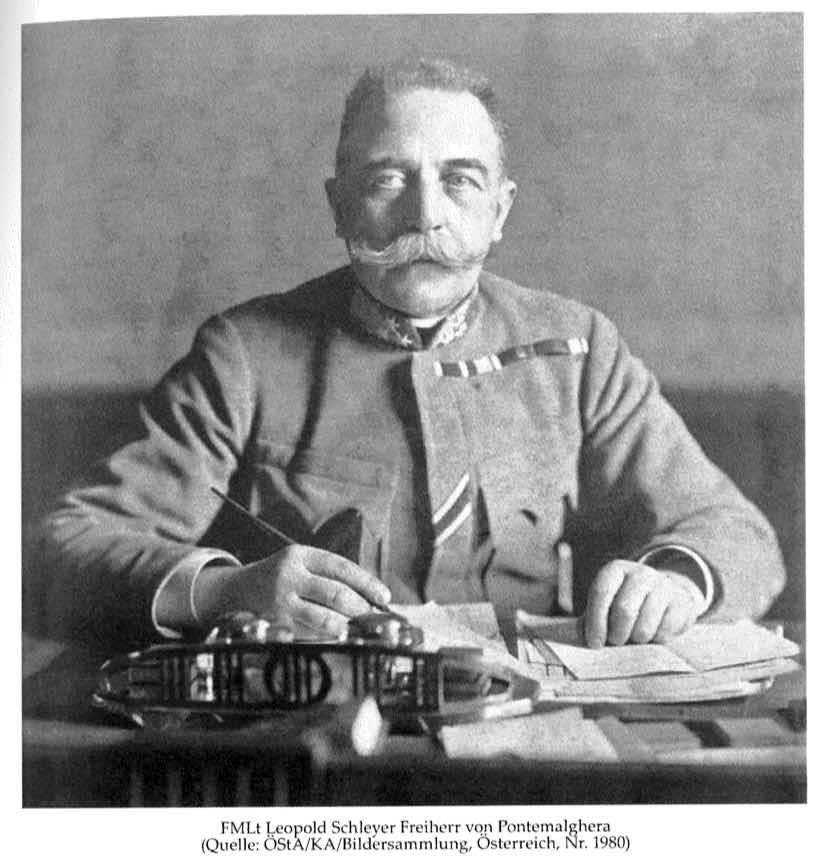 FMLt Leopold Schleyer Freiherr von Pontemalghera
(Quelle: ÖStA/KA/Bildersammlung, Österreich, Nr. 1980)